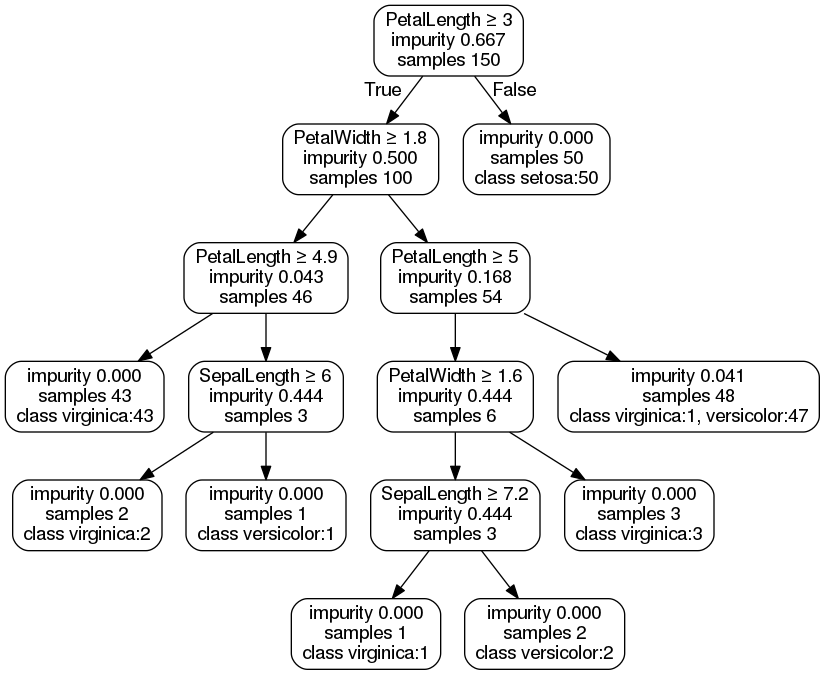 PetalLength ≥ 3
impurity 0.667
samples 150
True
False
PetalWidth ≥ 1.8
impurity 0.500
samples 100
impurity 0.000
samples 50
class setosa:50
PetalLength ≥ 4.9
impurity 0.043
samples 46
PetalLength ≥ 5
impurity 0.168
samples 54
impurity 0.000
samples 43
class virginica:43
SepalLength ≥ 6
impurity 0.444
samples 3
PetalWidth ≥ 1.6
impurity 0.444
samples 6
impurity 0.041
samples 48
class virginica:1, versicolor:47
impurity 0.000
samples 2
class virginica:2
impurity 0.000
samples 1
class versicolor:1
SepalLength ≥ 7.2
impurity 0.444
samples 3
impurity 0.000
samples 3
class virginica:3
impurity 0.000
samples 1
class virginica:1
impurity 0.000
samples 2
class versicolor:2